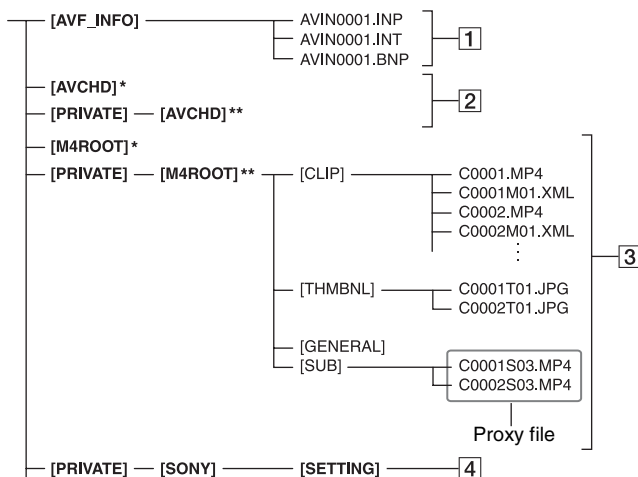 [AVF_INFO] AVIN0001.INP
AVIN0001.INT 1
AVIN0001.BNP
[AVCHD]* 2
[PRIVATE] [AVCHD]**
[M4ROOT]*
[PRIVATE] [M4ROOT]** [CLIP] C0001.MP4
C0001M01.XML
C0002.MP4
C0002M01.XML
3
[THMBNL] C0001T01.JPG
C0002T01.JPG
[GENERAL]
[SUB] C0001S03.MP4
C0002S03.MP4
Proxy file
[PRIVATE] [SONY] [SETTING] 4